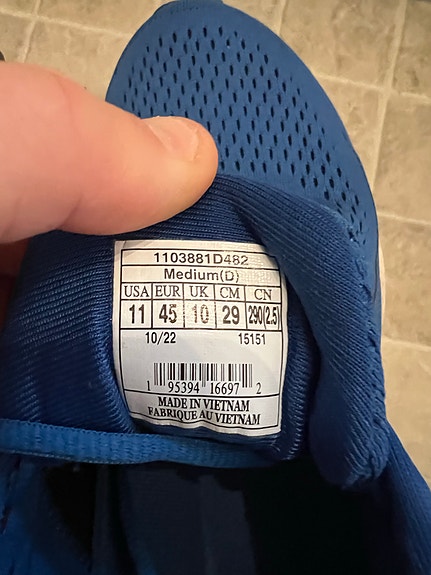 1103881D482
Medium(D)
USA EUR UK CM CN
11 45 10 29 290(2.5)
10/22 15151
1 95394 16697 2
MADE IN VIETNAM
FABRIQUE AU VIETNAM